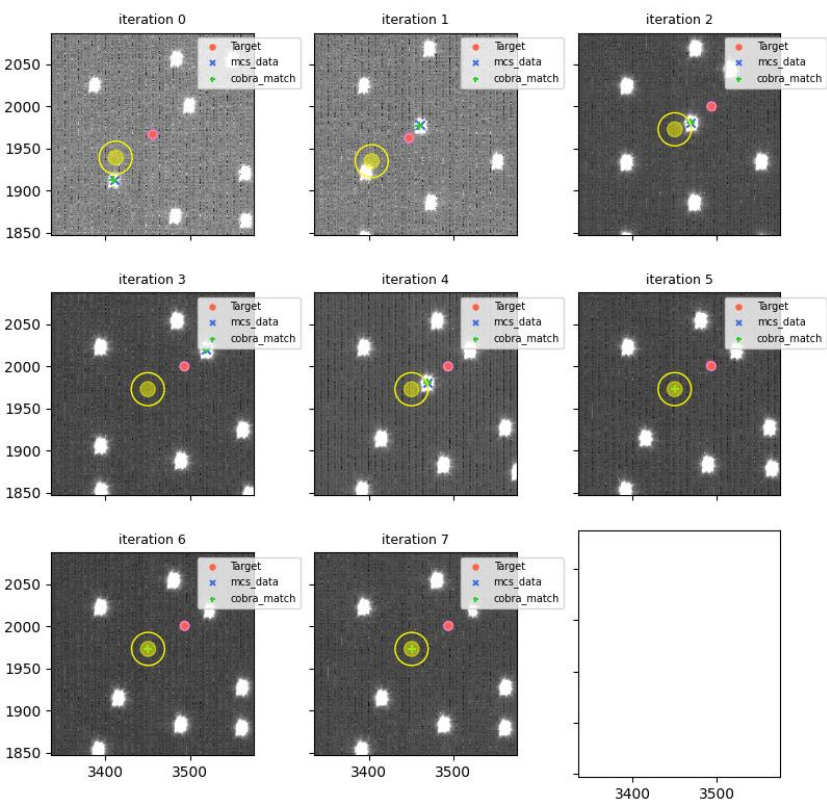 iteration 0
iteration 1
iteration 2
Target
mcs_data
cobra_match
Target
mcs_data
cobra_match
Target
mcs_data
cobra_match
2050
2000
1950
1900
1850
iteration 3
iteration 4
iteration 5
Target
mcs_data
cobra_match
Target
mcs_data
cobra_match
Target
mcs_data
cobra_match
2050
2000
1950
1900
1850
iteration 6
iteration 7
Target
mcs_data
cobra_match
Target
mcs_data
cobra_match
2050
2000
1950
1900
1850
3400 3500
3400 3500
3400 3500